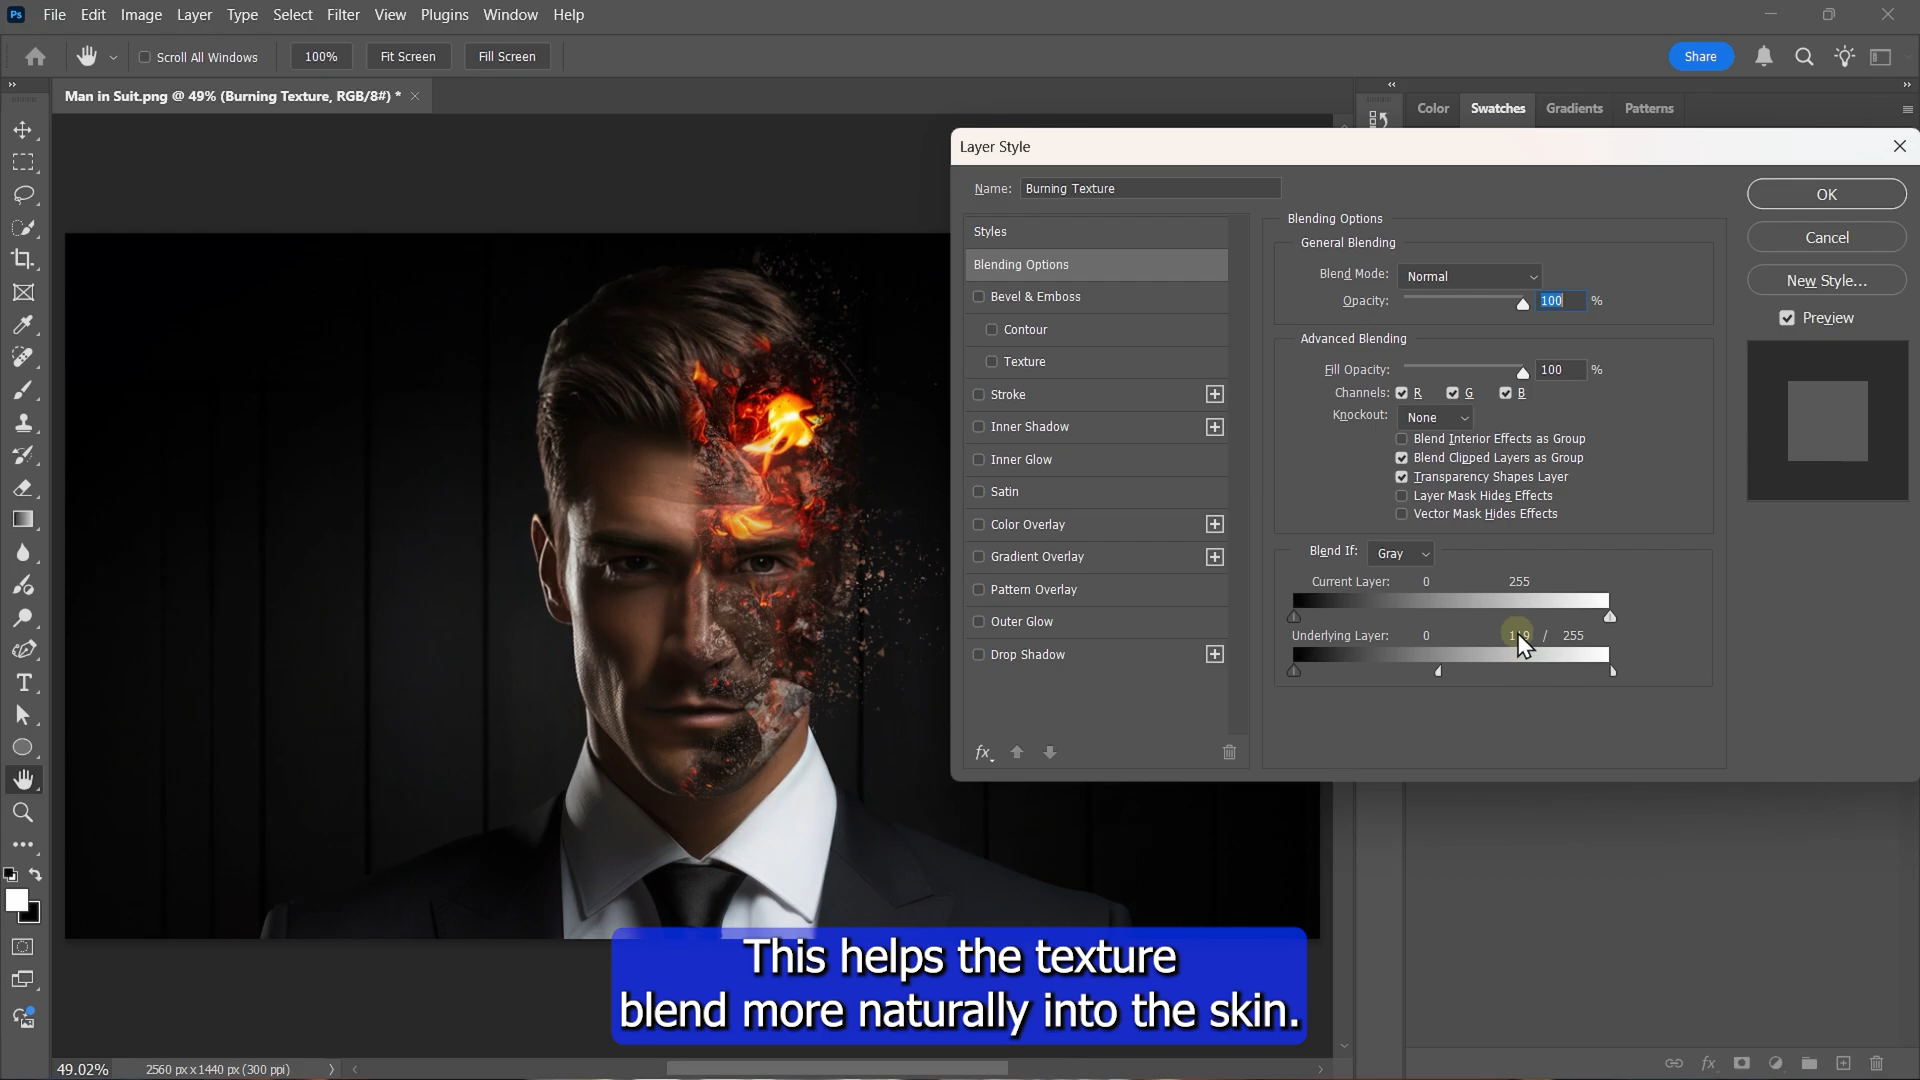 Ps File Edit Image Layer Type Select Filter View Plugins Window Help
Scroll All Windows 100% Fit Screen Fill Screen Share
Man in Suit.png @ 49% (Burning Texture, RGB/8#) *
Color Swatches Gradients Patterns
Layer Style
Name: Burning Texture
Styles
Blending Options
Bevel & Emboss
Contour
Texture
Stroke
Inner Shadow
Inner Glow
Satin
Color Overlay
Gradient Overlay
Pattern Overlay
Outer Glow
Drop Shadow
fx
Blending Options
General Blending
Blend Mode: Normal
Opacity: 100 %
Advanced Blending
Fill Opacity: 100 %
Channels: R G B
Knockout: None
Blend Interior Effects as Group
Blend Clipped Layers as Group
Transparency Shapes Layer
Layer Mask Hides Effects
Vector Mask Hides Effects
Blend If: Gray
Current Layer: 0 255
Underlying Layer: 0 / 255
OK
Cancel
New Style...
Preview
This helps the texture
blend more naturally into the skin.
49.02% 2560 px x 1440 px (300 ppi)
fx